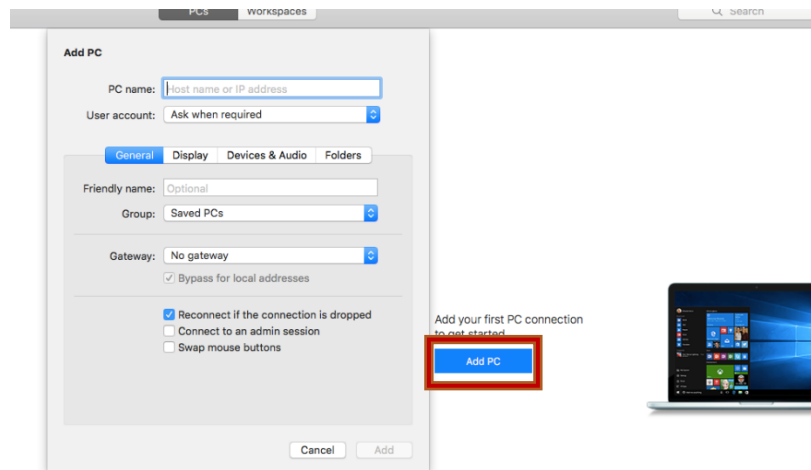 PCs Workspaces Search
Add PC
PC name: Host name or IP address
User account: Ask when required
General Display Devices & Audio Folders
Friendly name: Optional
Group: Saved PCs
Gateway: No gateway
Bypass for local addresses
Reconnect if the connection is dropped
Connect to an admin session
Swap mouse buttons
Cancel Add
Add your first PC connection
to get started
Add PC